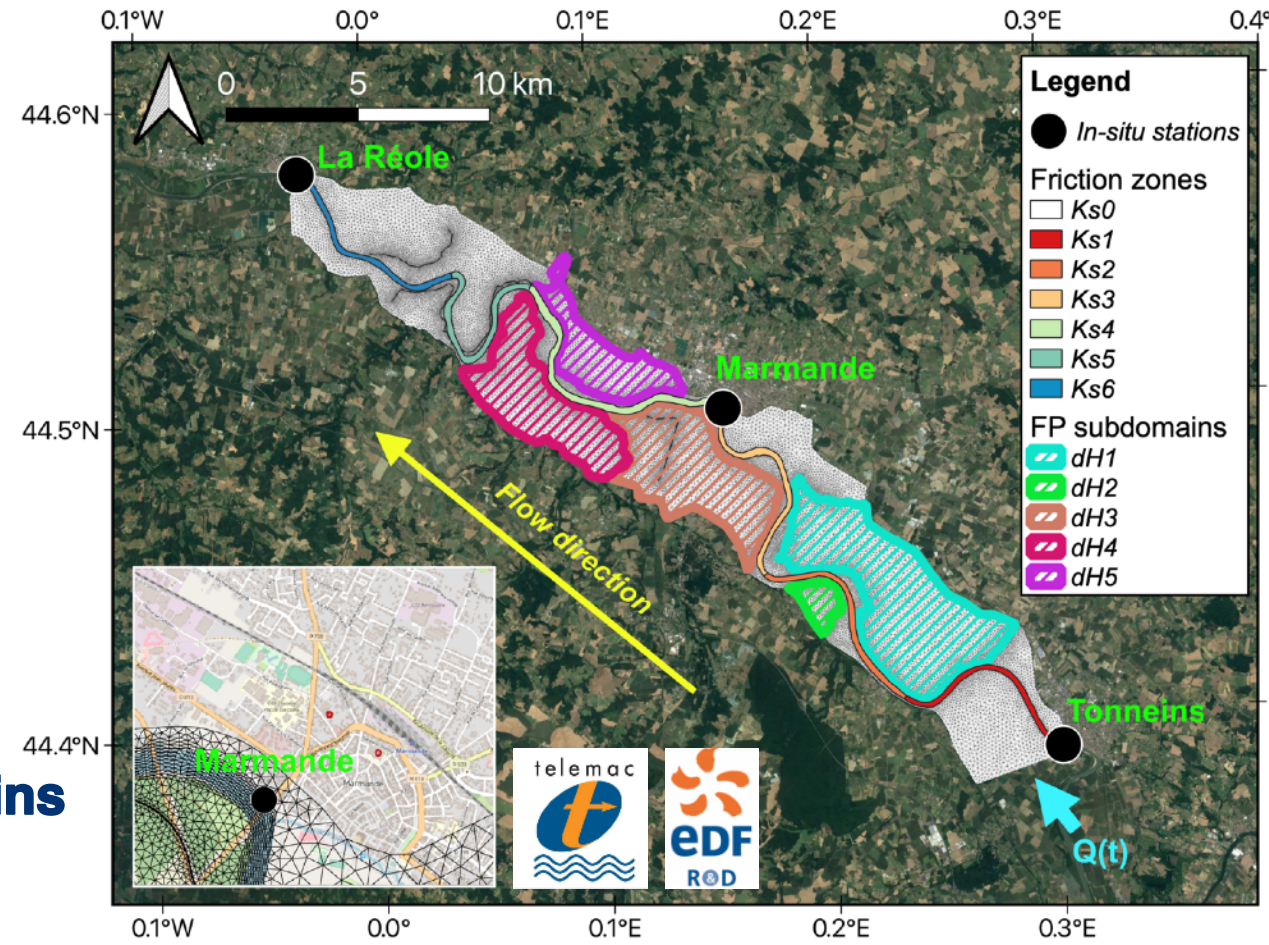 0.1°W 0.0° 0.1°E 0.2°E 0.3°E 0.4°
44.6°N
44.5°N
44.4°N
0 5 10 km
La Réole
Marmande
Tonneins
Flow direction
Q(t)
Legend
In-situ stations
Friction zones
Ks0
Ks1
Ks2
Ks3
Ks4
Ks5
Ks6
FP subdomains
dH1
dH2
dH3
dH4
dH5
Marmande
Marmande
telemac
t
eDF
R&D
ins
0.1°W 0.0° 0.1°E 0.2°E 0.3°E